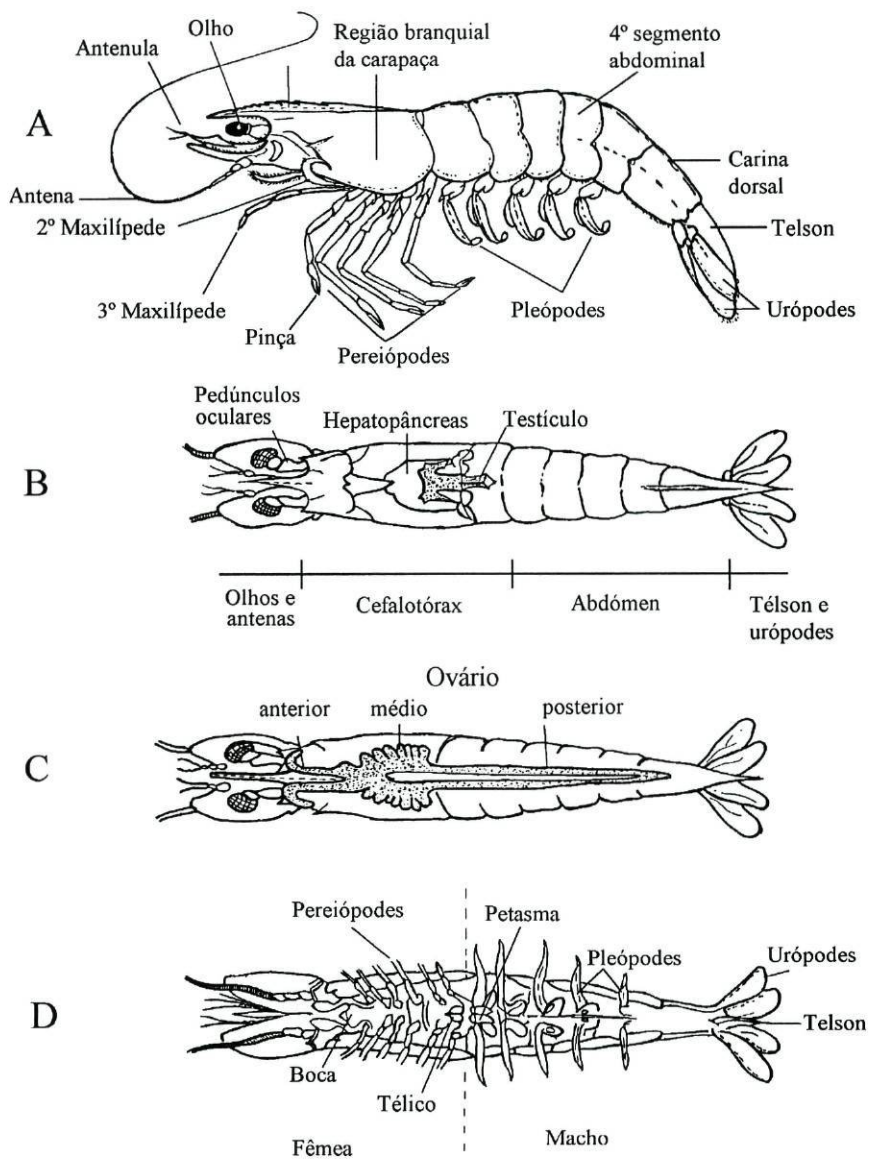 Antenula
Olho
Região branquial
da carapaça
4º segmento
abdominal
A
Carina
dorsal
Antena
2º Maxilípede
Telson
3º Maxilípede
Pinça
Pereiópodes
Pleópodes
Urópodes
Pedúnculos
oculares
Hepatopâncreas
Testículo
B
Olhos e
antenas
Cefalotórax
Abdómen
Télson e
urópodes
Ovário
anterior
médio
posterior
C
Pereiópodes
Petasma
Pleópodes
Urópodes
D
Telson
Boca
Télico
Fêmea
Macho